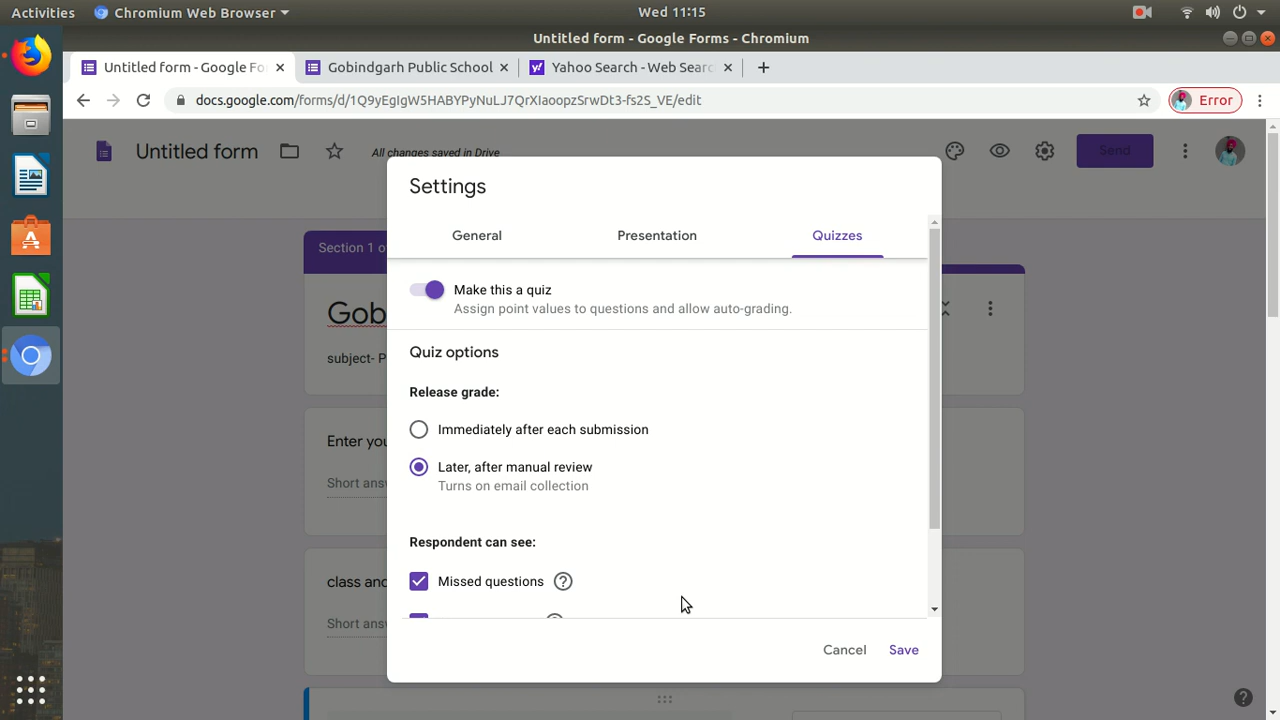 Activities
Chromium Web Browser
Wed 11:15
Untitled form - Google Forms - Chromium
Untitled form - Google Fo
Gobindgarh Public School
Yahoo Search - Web Searc
docs.google.com/forms/d/1Q9yEgIgW5HABYPyNuLJ7QrXIaoopzSrwDt3-fs2S_VE/edit
Error
Untitled form
All changes saved in Drive
Send
Settings
General
Presentation
Quizzes
Section 1 o
Make this a quiz
Assign point values to questions and allow auto-grading.
Gob
subject- P
Quiz options
Release grade:
Immediately after each submission
Enter you
Later, after manual review
Turns on email collection
Short ans
Respondent can see:
Missed questions
class and
Short ans
Cancel
Save